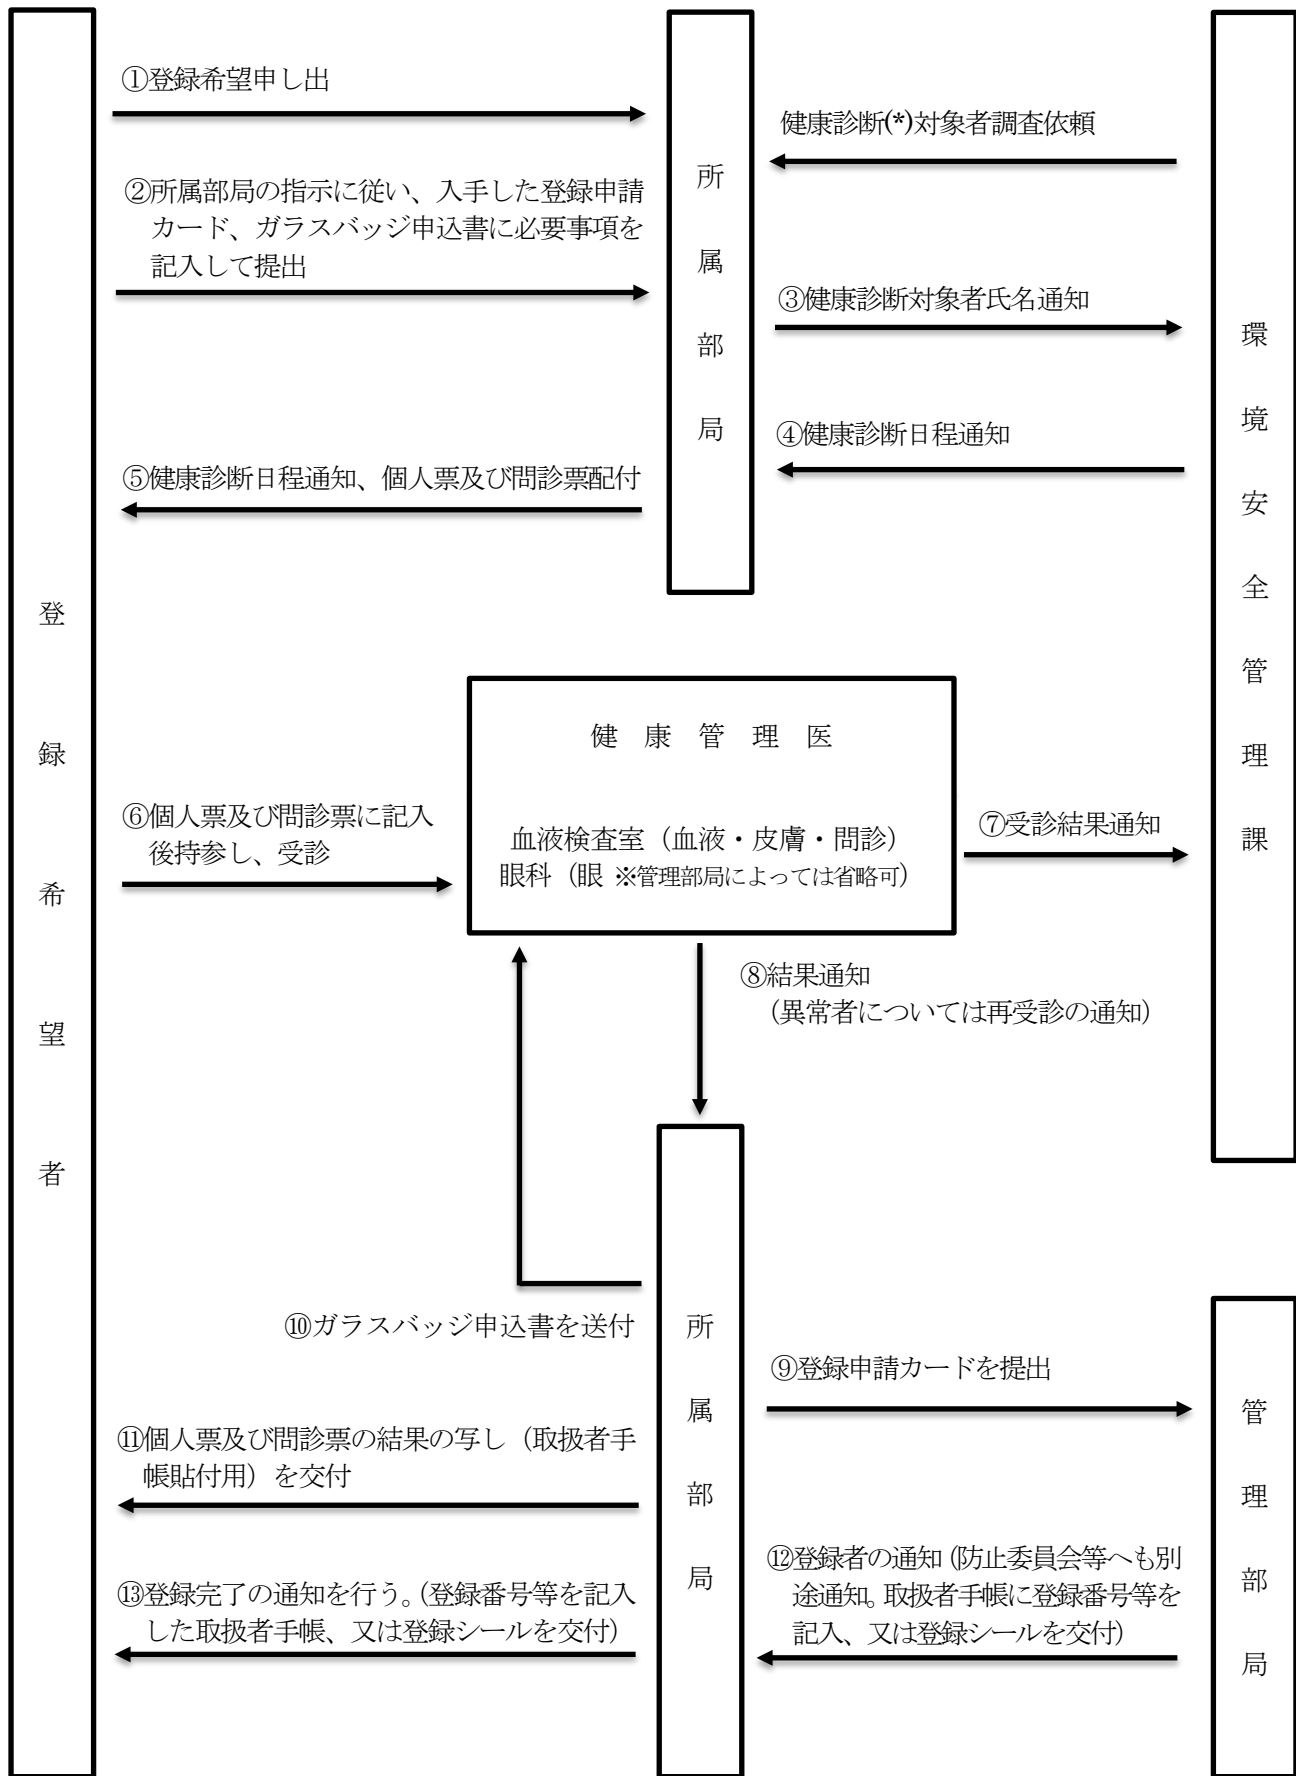 ①登録希望申し出
健康診断(*)対象者調査依頼
②所属部局の指示に従い、入手した登録申請
カード、ガラスバッジ申込書に必要事項を
記入して提出
所属部局
③健康診断対象者氏名通知
④健康診断日程通知
⑤健康診断日程通知、個人票及び問診票配付
環境安全管理課
登録希望者
健康管理医
血液検査室（血液・皮膚・問診）
眼科（眼 ※管理部局によっては省略可）
⑥個人票及び問診票に記入
後持参し、受診
⑦受診結果通知
⑧結果通知
（異常者については再受診の通知）
⑩ガラスバッジ申込書を送付
所属部局
⑨登録申請カードを提出
管理部局
⑪個人票及び問診票の結果の写し（取扱者手
帳貼付用）を交付
⑫登録者の通知（防止委員会等へも別
途通知。取扱者手帳に登録番号等を
記入、又は登録シールを交付）
⑬登録完了の通知を行う。（登録番号等を記入
した取扱者手帳、又は登録シールを交付）